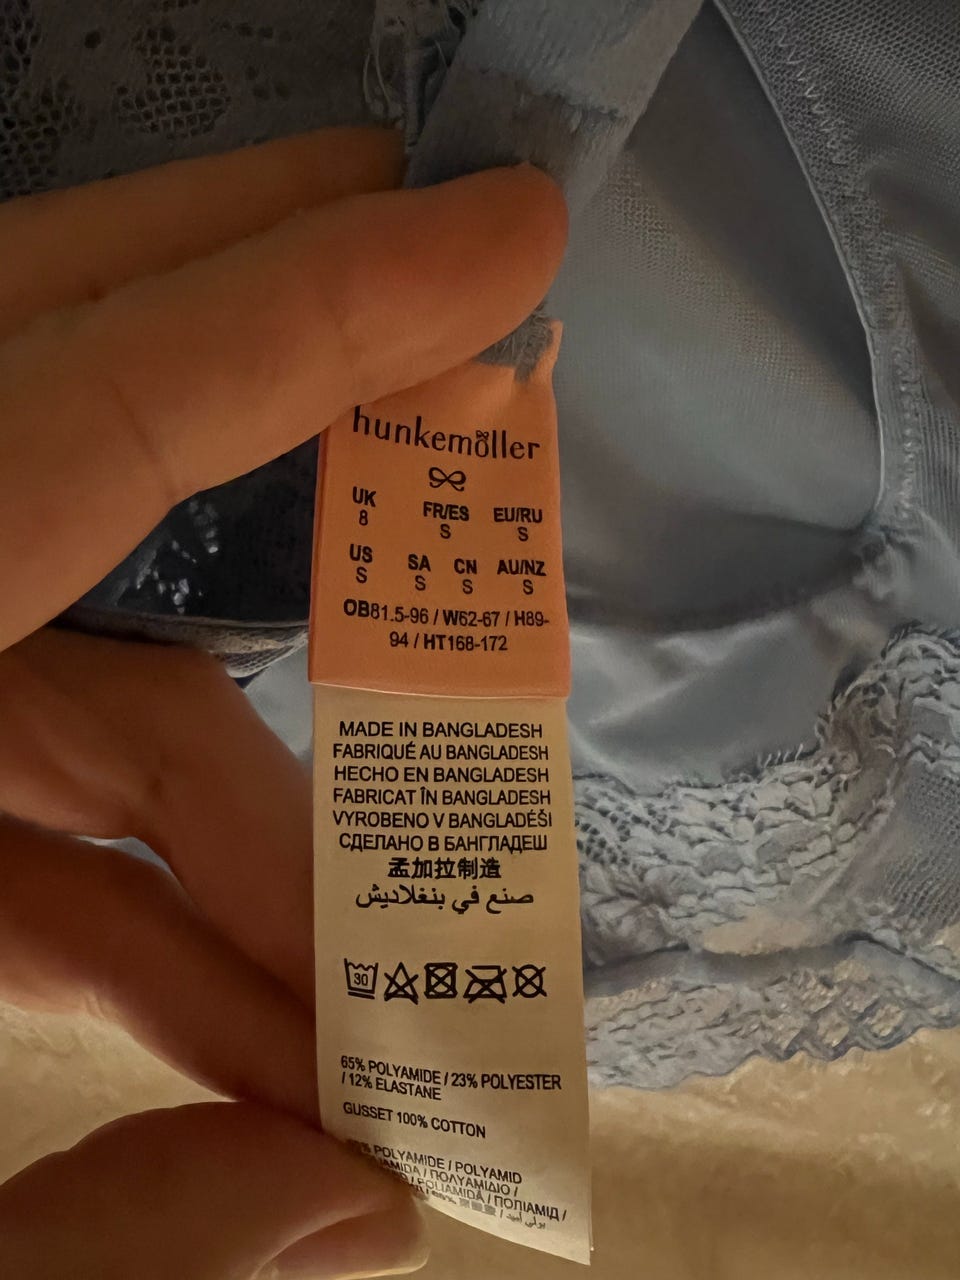 hunkemöller
UK FR/ES EU/RU
8 S S
US SA CN AU/NZ
S S S S
OB81.5-96 / W62-67 / H89-
94 / HT168-172
MADE IN BANGLADESH
FABRIQUÉ AU BANGLADESH
HECHO EN BANGLADESH
FABRICAT ÎN BANGLADESH
VYROBENO V BANGLADÉŠI
СДЕЛАНО В БАНГЛАДЕШ
孟加拉制造
صنع في بنغلاديش
30
65% POLYAMIDE / 23% POLYESTER
/ 12% ELASTANE
GUSSET 100% COTTON
POLYAMIDE / POLYAMID
/ ΠΟΛΥΑΜΙΔΙΟ /
/ POLIAMIDĂ / ПОЛІАМІД /